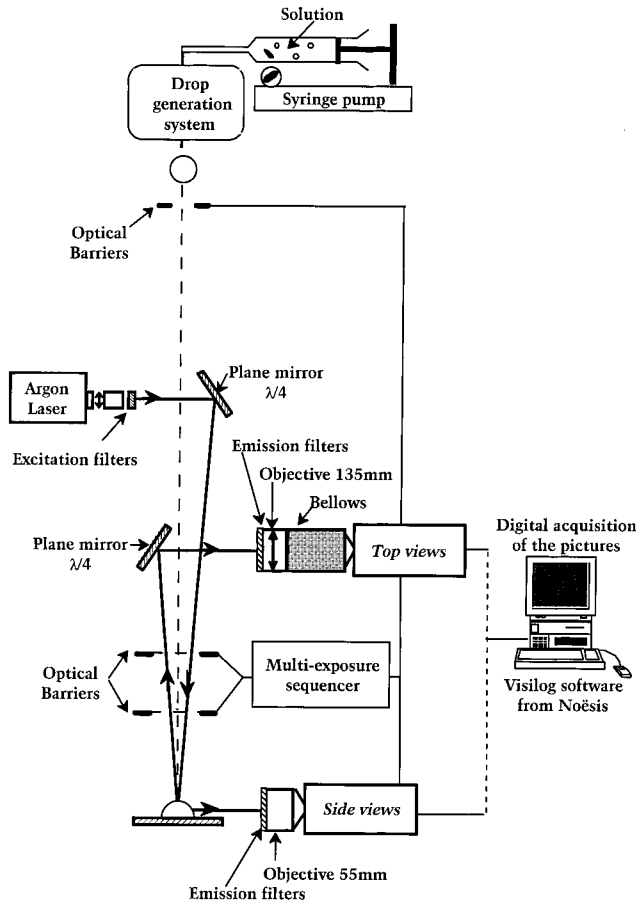 Solution
Drop
generation
system
Syringe pump
Optical
Barriers
Plane mirror
λ/4
Argon
Laser
Excitation filters
Emission filters
Objective 135mm
Bellows
Plane mirror
λ/4
Top views
Digital acquisition
of the pictures
Optical
Barriers
Multi-exposure
sequencer
Visilog software
from Noësis
Side views
Objective 55mm
Emission filters